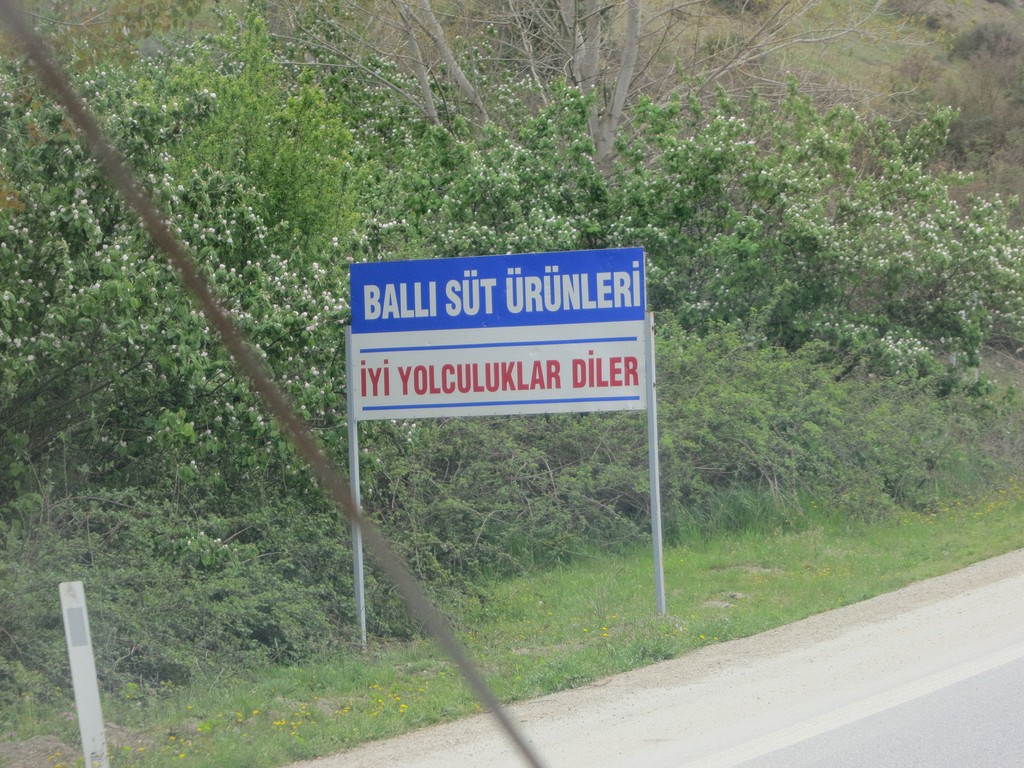 BALLI SÜT ÜRÜNLERİ
İYİ YOLCULUKLAR DİLER